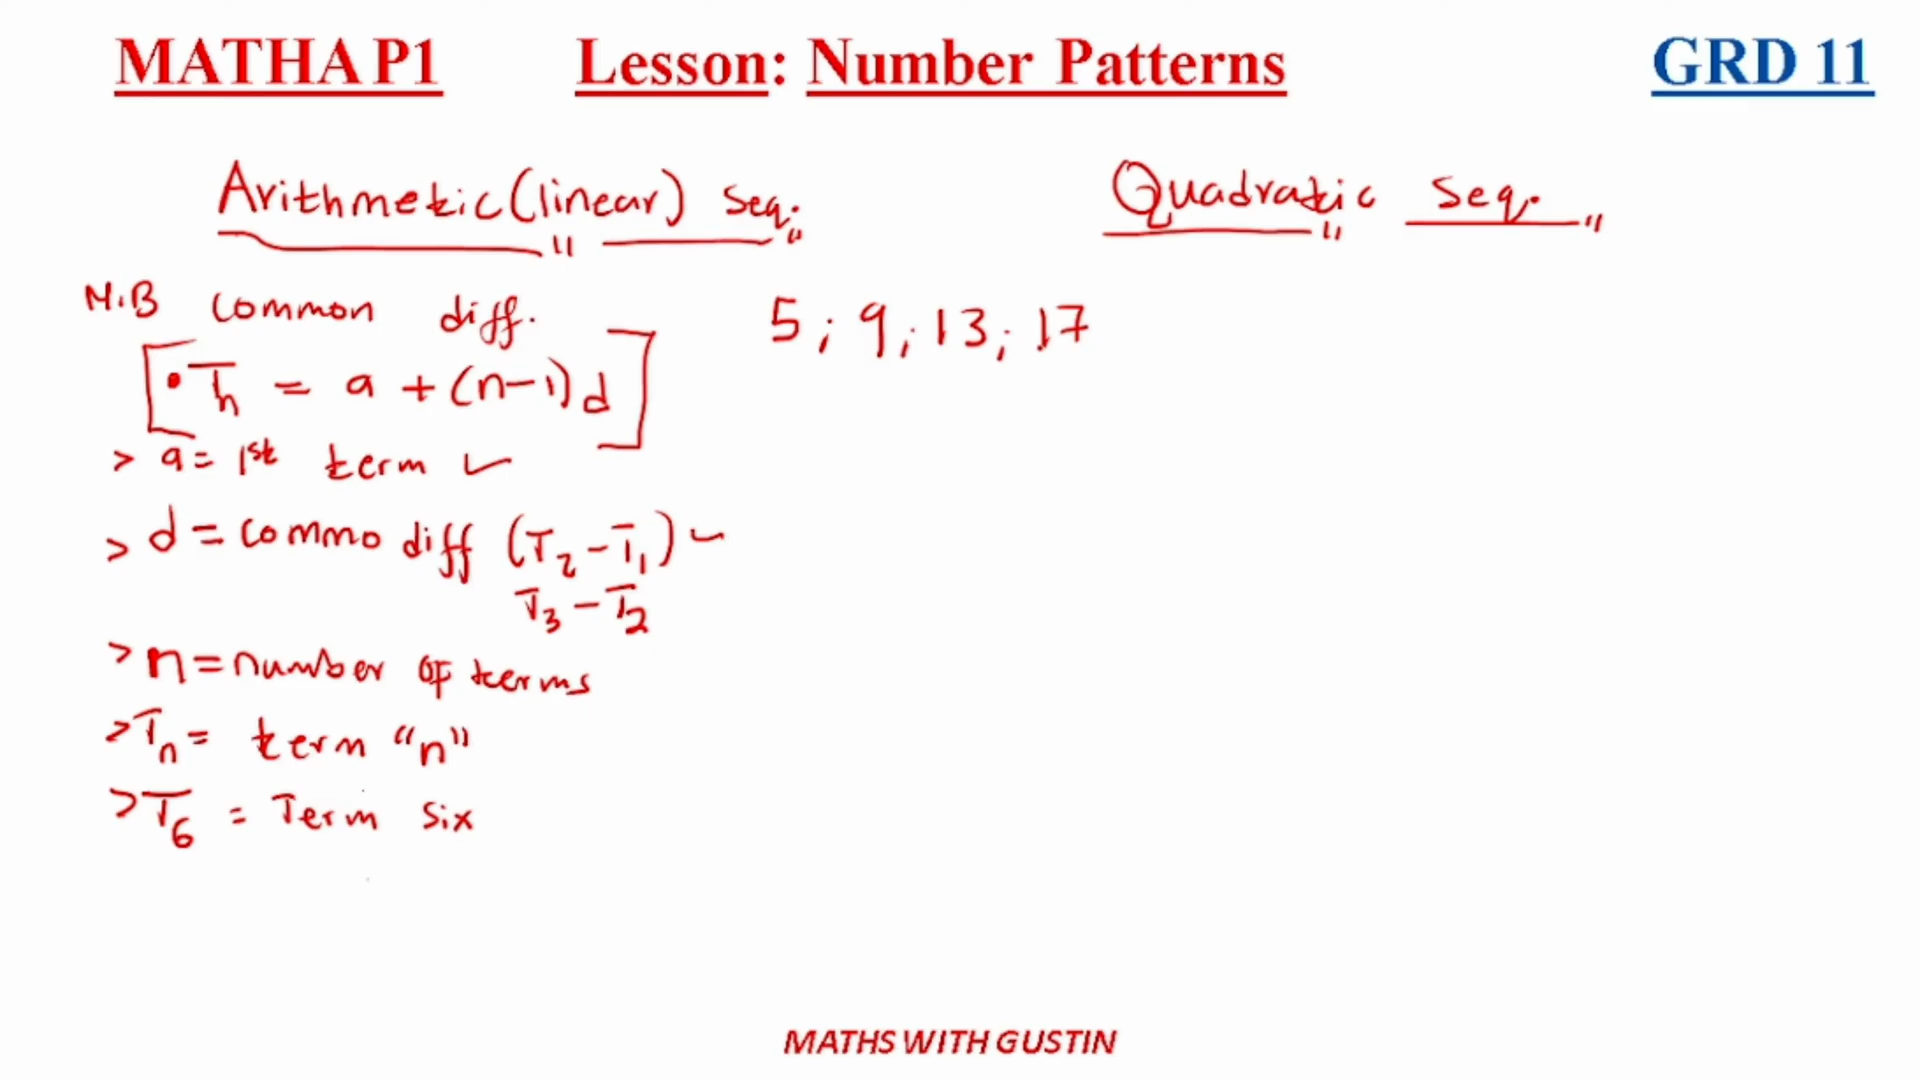 MATHA P1 Lesson: Number Patterns GRD 11
Arithmetic (linear) seq. Quadratic seq.
N.B common diff. 5 ; 9 ; 13 ; 17
• Tn = a + (n-1)d
> a = 1st term ✓
> d = commo diff (T2 - T1) ✓
T3 - T2
> n = number of terms
> Tn = term "n"
> T6 = Term six
MATHS WITH GUSTIN